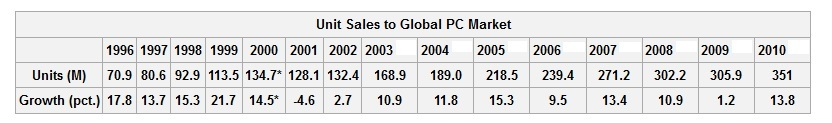 Unit Sales to Global PC Market
1996 1997 1998 1999 2000 2001 2002 2003 2004 2005 2006 2007 2008 2009 2010
Units (M) 70.9 80.6 92.9 113.5 134.7* 128.1 132.4 168.9 189.0 218.5 239.4 271.2 302.2 305.9 351
Growth (pct.) 17.8 13.7 15.3 21.7 14.5* -4.6 2.7 10.9 11.8 15.3 9.5 13.4 10.9 1.2 13.8